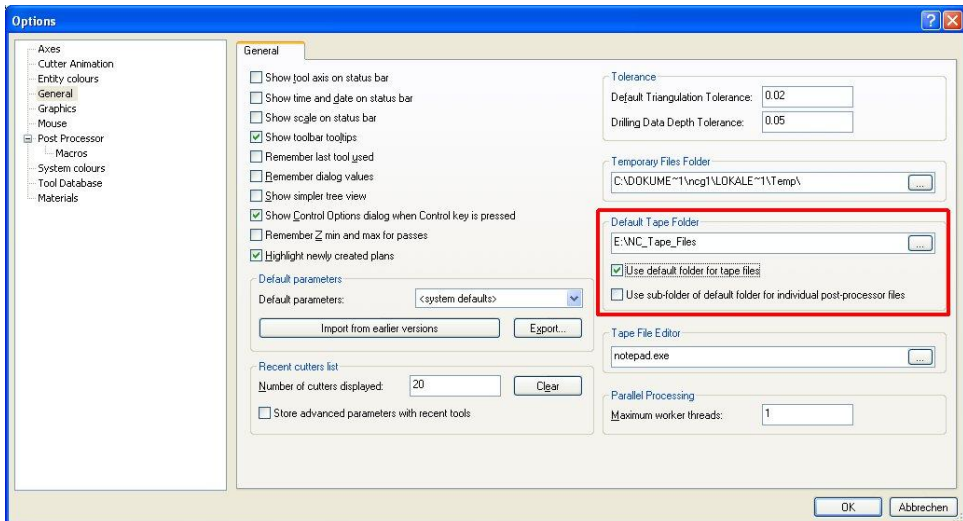 Options
Axes
Cutter Animation
Entity colours
General
Graphics
Mouse
Post Processor
Macros
System colours
Tool Database
Materials
General
Show tool axis on status bar
Show time and date on status bar
Show scale on status bar
Show toolbar tooltips
Remember last tool used
Remember dialog values
Show simpler tree view
Show Control Options dialog when Control key is pressed
Remember Z min and max for passes
Highlight newly created plans
Default parameters
Default parameters: <system defaults>
Import from earlier versions Export...
Recent cutters list
Number of cutters displayed: 20 Clear
Store advanced parameters with recent tools
Tolerance
Default Triangulation Tolerance: 0.02
Drilling Data Depth Tolerance: 0.05
Temporary Files Folder
C:\DOKUME~1\ncg1\LOKALE~1\Temp\ ...
Default Tape Folder
E:\NC_Tape_Files ...
Use default folder for tape files
Use sub-folder of default folder for individual post-processor files
Tape File Editor
notepad.exe ...
Parallel Processing
Maximum worker threads: 1
OK Abbrechen